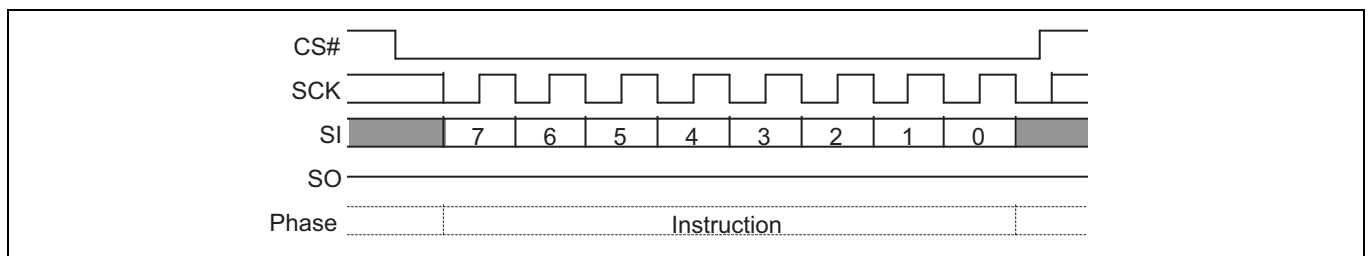 CS#
SCK
SI 7 6 5 4 3 2 1 0
SO
Phase Instruction